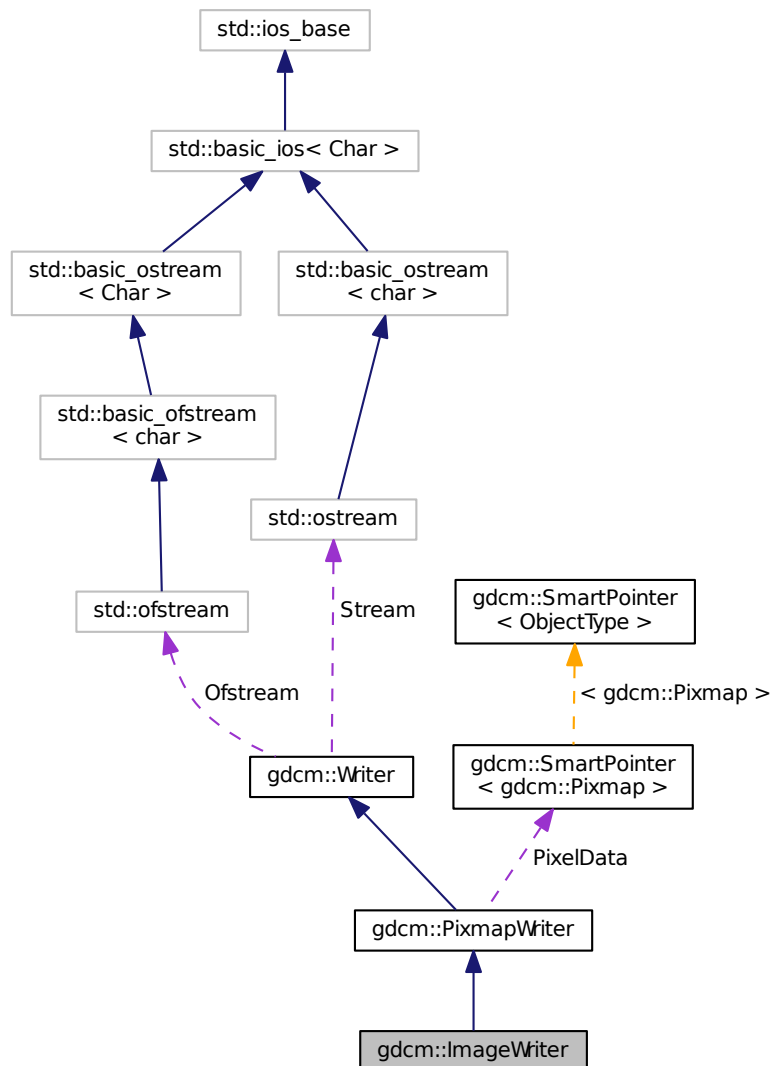 std::ios_base
std::basic_ios< Char >
std::basic_ostream
< Char >
std::basic_ostream
< char >
std::basic_ofstream
< char >
std::ostream
std::ofstream
Stream
gdcm::SmartPointer
< ObjectType >
Ofstream
< gdcm::Pixmap >
gdcm::Writer
gdcm::SmartPointer
< gdcm::Pixmap >
PixelData
gdcm::PixmapWriter
gdcm::ImageWriter